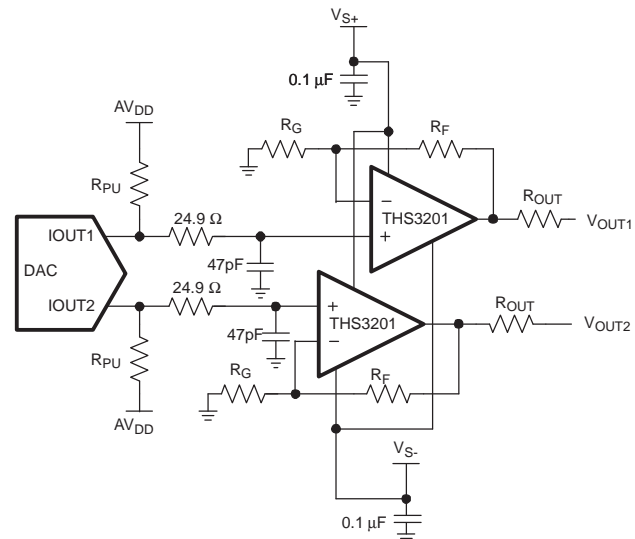 VS+
0.1 µF
AVDD
RG
RF
RPU
− THS3201
ROUT
VOUT1
24.9 Ω
IOUT1
+
47pF
DAC
24.9 Ω
IOUT2
+
THS3201
ROUT
VOUT2
47pF
−
RPU
RG
RF
AVDD
VS-
0.1 µF